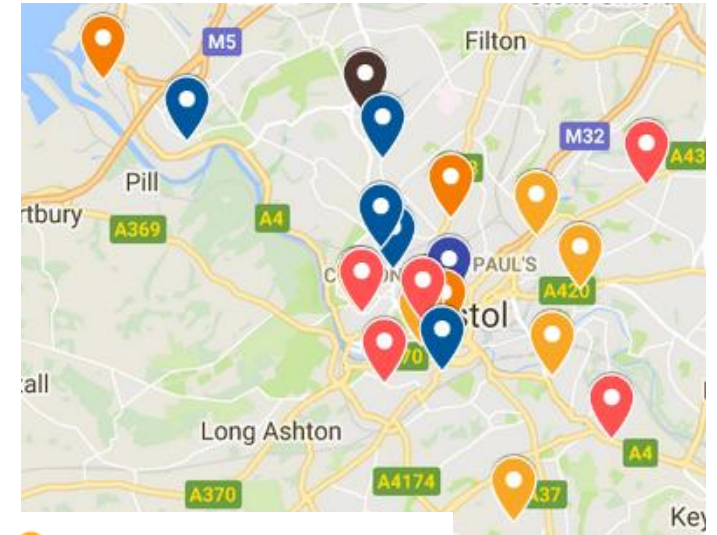 M5
Filton
M32
A43
Pill
rtbury
A369
A4
PAUL'S
A420
stol
70
all
Long Ashton
A4
A4174
A37
A370
Key